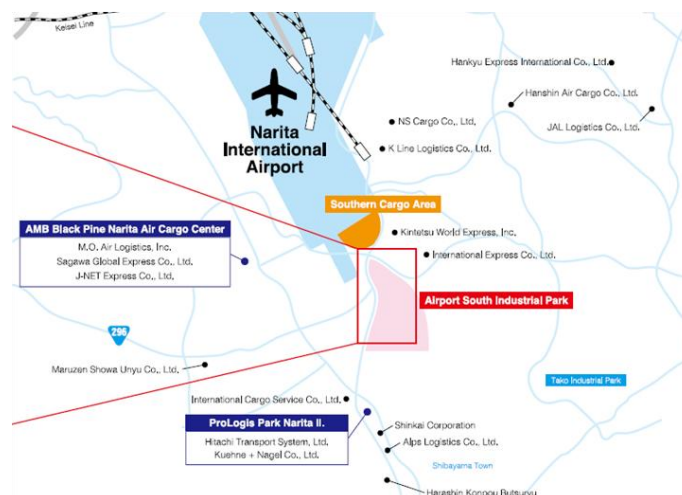 Keisei Line
Hankyu Express International Co., Ltd.
Hanshin Air Cargo Co., Ltd.
JAL Logistics Co., Ltd.
NS Cargo Co., Ltd.
K Line Logistics Co., Ltd.
Narita
International
Airport
Southern Cargo Area
Kintetsu World Express, Inc.
International Express Co., Ltd.
AMB Black Pine Narita Air Cargo Center
M.O. Air Logistics, Inc.
Sagawa Global Express Co., Ltd.
J-NET Express Co., Ltd.
Airport South Industrial Park
296
Maruzen Showa Unyu Co., Ltd.
Tako Industrial Park
International Cargo Service Co., Ltd.
ProLogis Park Narita II.
Hitachi Transport System, Ltd.
Kuehne + Nagel Co., Ltd.
Shinkai Corporation
Alps Logistics Co., Ltd.
Shibayama Town
Harashin Konpou Butsuryu